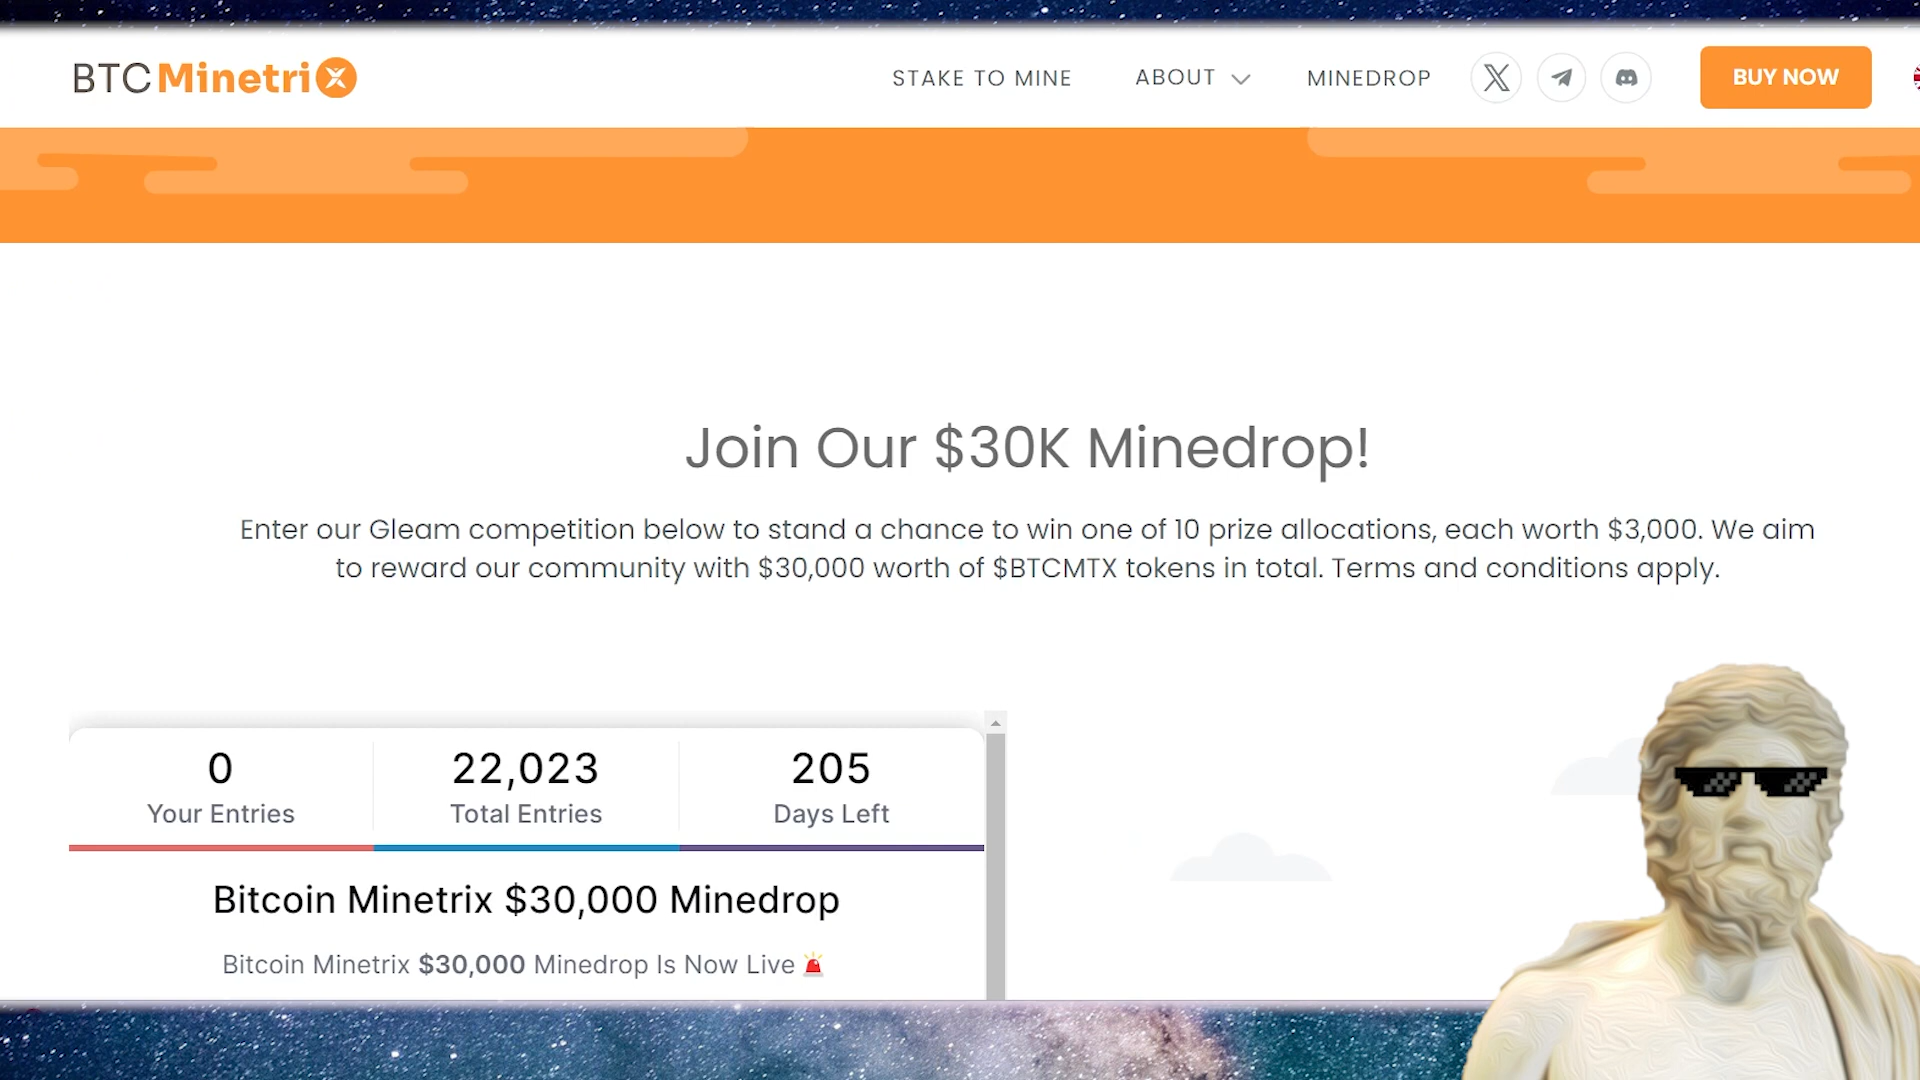 BTC Minetrix
STAKE TO MINE
ABOUT
MINEDROP
BUY NOW
Join Our $30K Minedrop!
Enter our Gleam competition below to stand a chance to win one of 10 prize allocations, each worth $3,000. We aim
to reward our community with $30,000 worth of $BTCMTX tokens in total. Terms and conditions apply.
0
Your Entries
22,023
Total Entries
205
Days Left
Bitcoin Minetrix $30,000 Minedrop
Bitcoin Minetrix $30,000 Minedrop Is Now Live 🚨